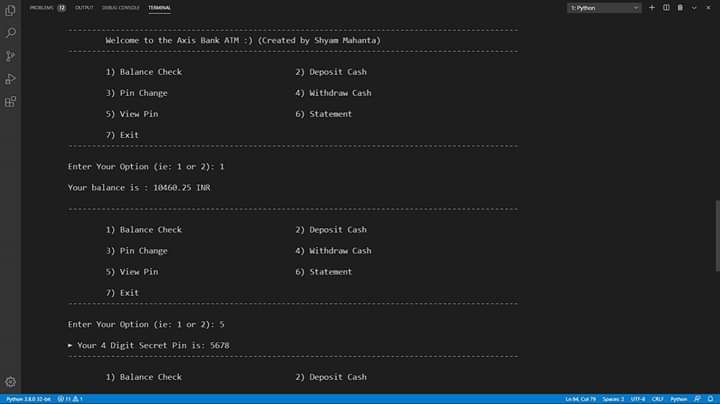 PROBLEMS 12 OUTPUT DEBUG CONSOLE TERMINAL 1: Python
--------------------------------------------------------------------------------
Welcome to the Axis Bank ATM :) (Created by Shyam Mahanta)
--------------------------------------------------------------------------------
1) Balance Check 2) Deposit Cash
3) Pin Change 4) Withdraw Cash
5) View Pin 6) Statement
7) Exit
--------------------------------------------------------------------------------
Enter Your Option (ie: 1 or 2): 1
Your balance is : 10460.25 INR
--------------------------------------------------------------------------------
1) Balance Check 2) Deposit Cash
3) Pin Change 4) Withdraw Cash
5) View Pin 6) Statement
7) Exit
--------------------------------------------------------------------------------
Enter Your Option (ie: 1 or 2): 5
► Your 4 Digit Secret Pin is: 5678
--------------------------------------------------------------------------------
1) Balance Check 2) Deposit Cash
Python 3.8.0 32-bit 11 1 Ln 94, Col 79 Spaces: 2 UTF-8 CRLF Python